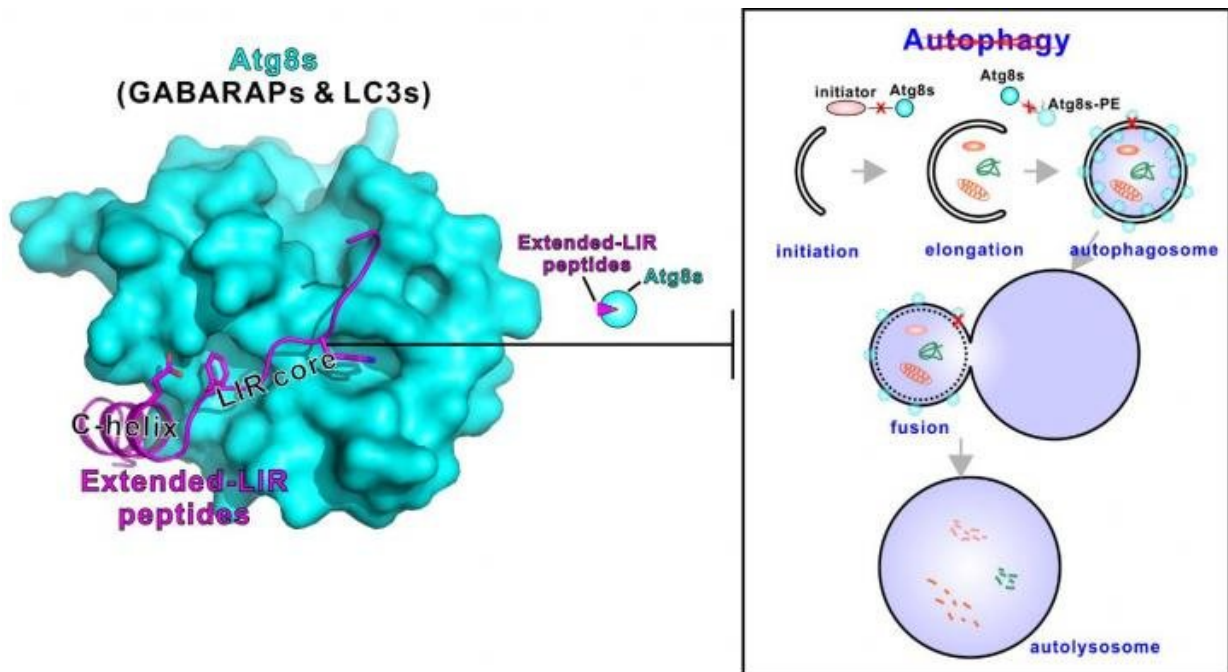 Atg8s
(GABARAPs & LC3s)
LIR core
C-helix
Extended-LIR
peptides
Extended-LIR
peptides
Atg8s
Autophagy
initiator
Atg8s
Atg8s
Atg8s-PE
initiation
elongation
autophagosome
fusion
autolysosome